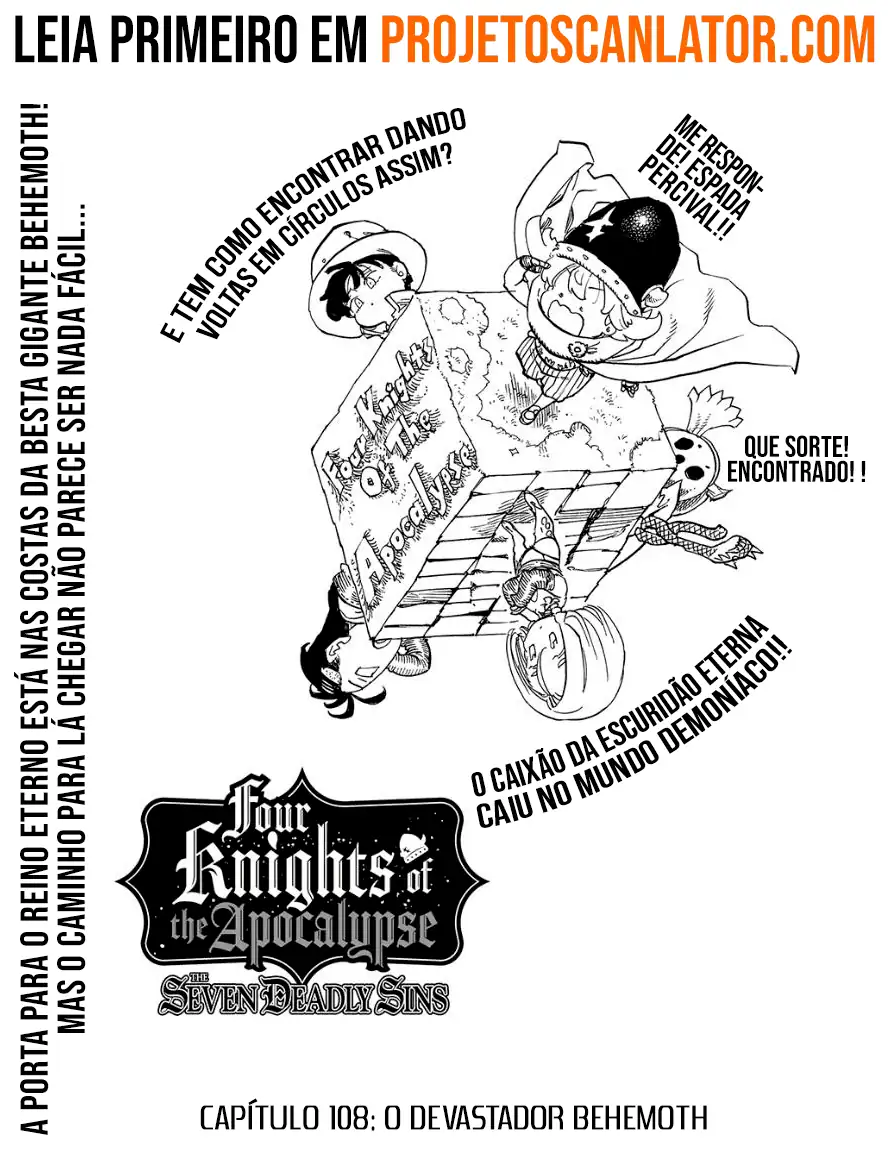 LEIA PRIMEIRO EM PROJETOSCANLATOR.COM
A PORTA PARA O REINO ETERNO ESTÁ NAS COSTAS DA BESTA GIGANTE BEHEMOTH!
MAS O CAMINHO PARA LÁ CHEGAR NÃO PARECE SER NADA FÁCIL...
E TEM COMO ENCONTRAR DANDO
VOLTAS EM CÍRCULOS ASSIM?
ME RESPON-
DE! ESPADA
PERCIVAL!!
Four Knights
Of The
Apocalypse
QUE SORTE!
ENCONTRADO! !
O CAIXÃO DA ESCURIDÃO ETERNA
CAIU NO MUNDO DEMONÍACO!!
Four
Knights of
the Apocalypse
THE
SEVEN DEADLY SINS
CAPÍTULO 108: O DEVASTADOR BEHEMOTH